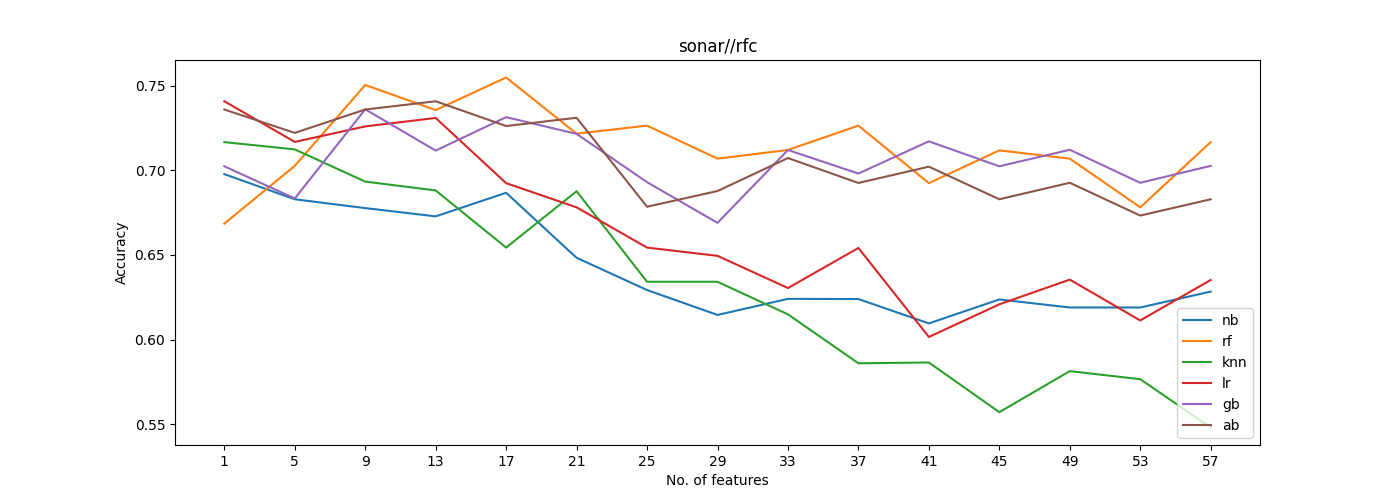 sonar//rfc
Accuracy
0.75
0.70
0.65
0.60
0.55
1 5 9 13 17 21 25 29 33 37 41 45 49 53 57
No. of features
nb
rf
knn
lr
gb
ab